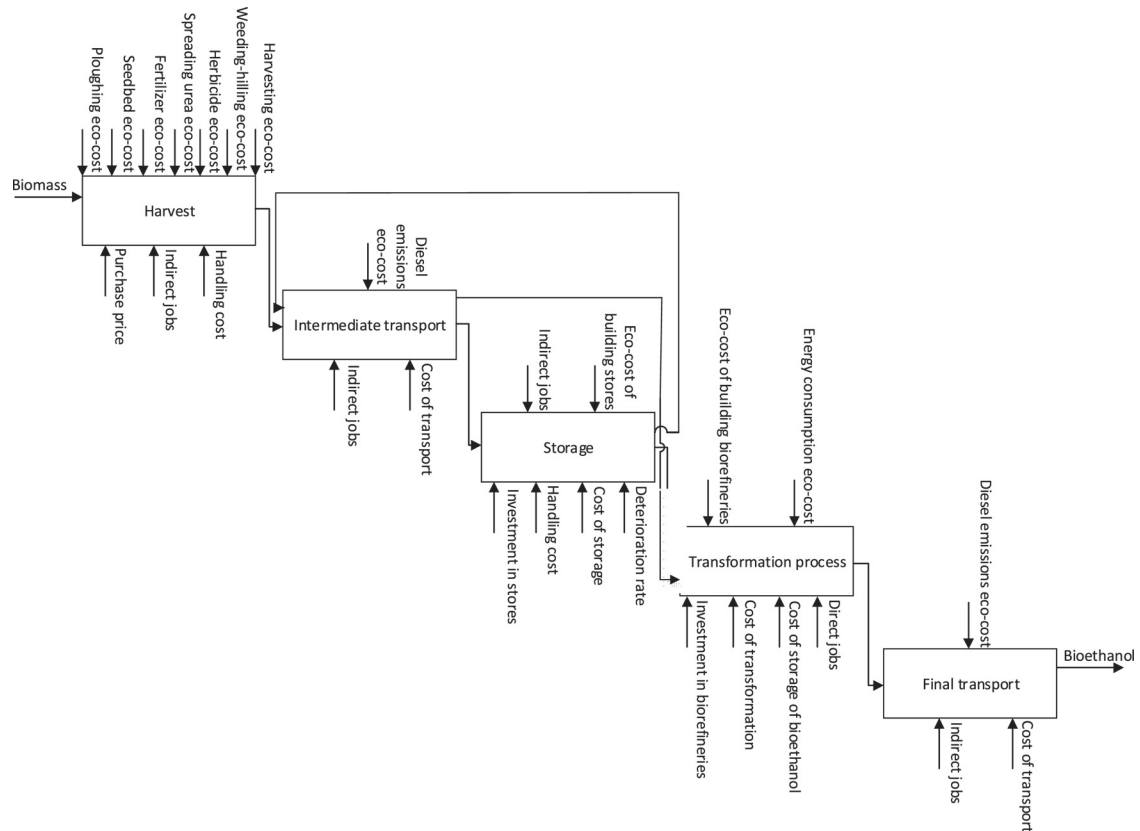 Ploughing eco-cost
Seedbed eco-cost
Fertilizer eco-cost
Spreading urea eco-cost
Herbicide eco-cost
Weeding-hilling eco-cost
Harvesting eco-cost
Biomass
Harvest
Purchase price
Indirect jobs
Handling cost
Diesel
emissions
eco-cost
Intermediate transport
Indirect jobs
Cost of transport
Indirect jobs
Eco-cost of
building stores
Storage
Investment in stores
Handling cost
Cost of storage
Deterioration rate
Eco-cost of building biorefineries
Energy consumption eco-cost
Transformation process
Investment in biorefineries
Cost of transformation
Cost of storage of bioethanol
Direct jobs
Diesel emissions eco-cost
Final transport
Bioethanol
Indirect jobs
Cost of transport